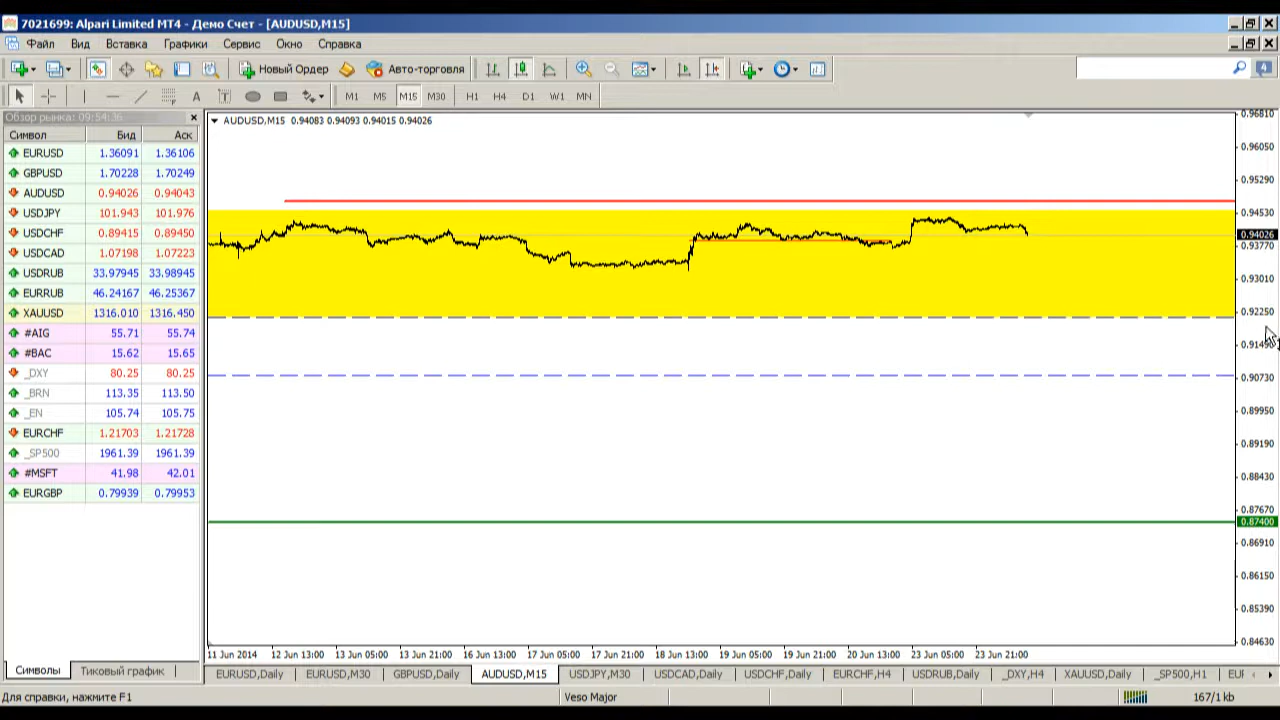 7021699: Alpari Limited MT4 - Демо Счет - [AUDUSD,M15]
Файл Вид Вставка Графики Сервис Окно Справка
Новый Ордер Авто-торговля
M1 M5 M15 M30 H1 H4 D1 W1 MN
Обзор рынка: 09:54:36
Символ Бид Аск
EURUSD 1.36091 1.36106
GBPUSD 1.70228 1.70249
AUDUSD 0.94026 0.94043
USDJPY 101.943 101.976
USDCHF 0.89415 0.89450
USDCAD 1.07198 1.07223
USDRUB 33.97945 33.98945
EURRUB 46.24167 46.25367
XAUUSD 1316.010 1316.450
#AIG 55.71 55.74
#BAC 15.62 15.65
_DXY 80.25 80.25
_BRN 113.35 113.50
_EN 105.74 105.75
EURCHF 1.21703 1.21728
_SP500 1961.39 1961.39
#MSFT 41.98 42.01
EURGBP 0.79939 0.79953
Символы Тиковый график
AUDUSD,M15 0.94083 0.94093 0.94015 0.94026
0.96810
0.96050
0.95290
0.94530
0.94026
0.93770
0.93010
0.92250
0.91490
0.90730
0.89950
0.89190
0.88430
0.87670
0.87400
0.86910
0.86150
0.85390
0.84630
11 Jun 2014 12 Jun 13:00 13 Jun 05:00 13 Jun 21:00 16 Jun 13:00 17 Jun 05:00 17 Jun 21:00 18 Jun 13:00 19 Jun 05:00 19 Jun 21:00 20 Jun 13:00 23 Jun 05:00 23 Jun 21:00
EURUSD,Daily EURUSD,M30 GBPUSD,Daily AUDUSD,M15 USDJPY,M30 USDCAD,Daily USDCHF,Daily EURCHF,H4 USDRUB,Daily _DXY,H4 XAUUSD,Daily _SP500,H1 EUF
Для справки, нажмите F1 Veso Major 167/1 kb